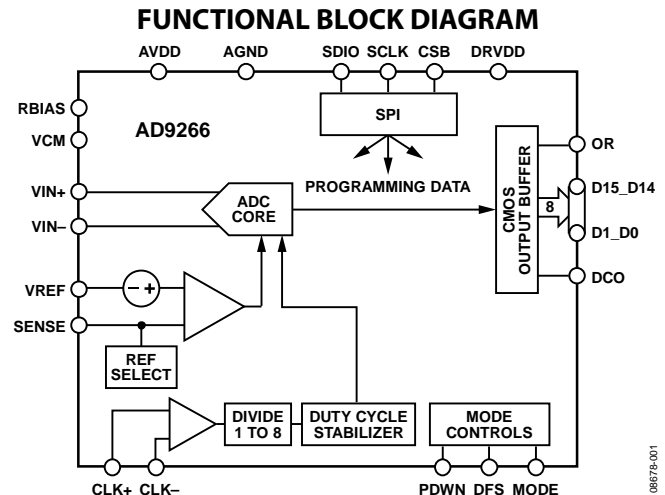 FUNCTIONAL BLOCK DIAGRAM
AVDD AGND SDIO SCLK CSB DRVDD
RBIAS
VCM
AD9266
SPI
PROGRAMMING DATA
VIN+
VIN–
ADC
CORE
CMOS
OUTPUT BUFFER
OR
8
D15_D14
D1_D0
DCO
VREF
– +
SENSE
REF
SELECT
DIVIDE
1 TO 8
DUTY CYCLE
STABILIZER
MODE
CONTROLS
CLK+ CLK– PDWN DFS MODE
08678-001